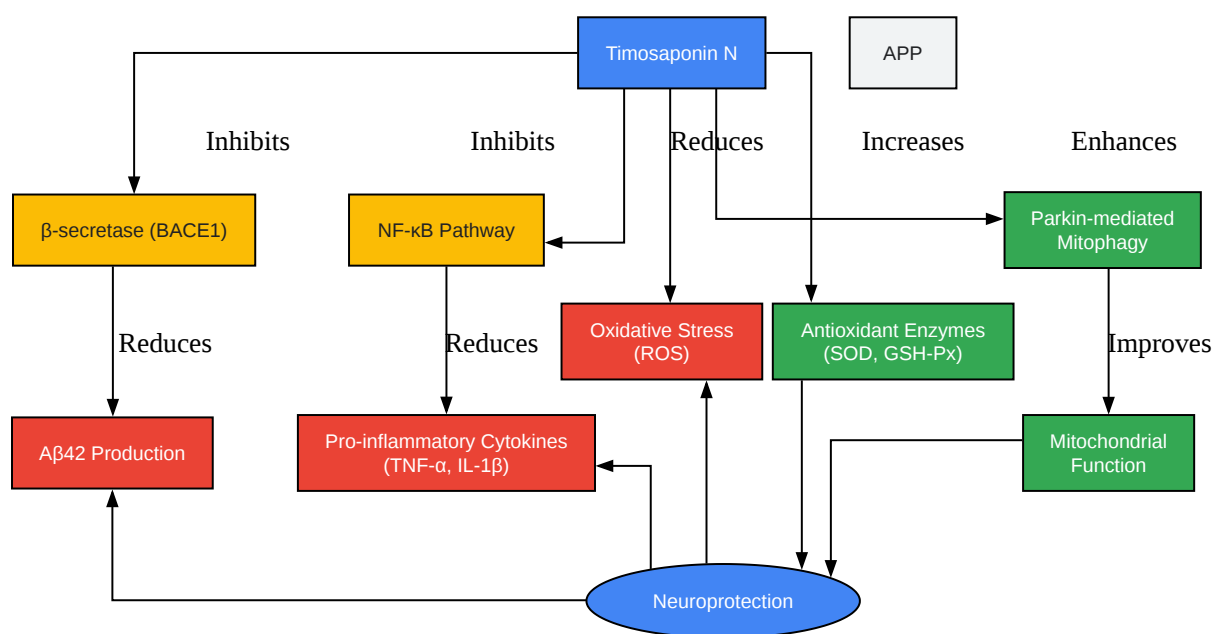 Timosaponin N
APP
Inhibits
Inhibits
Reduces
Increases
Enhances
β-secretase (BACE1)
NF-κB Pathway
Parkin-mediated
Mitophagy
Reduces
Reduces
Oxidative Stress
(ROS)
Antioxidant Enzymes
(SOD, GSH-Px)
Improves
Aβ42 Production
Pro-inflammatory Cytokines
(TNF-α, IL-1β)
Mitochondrial
Function
Neuroprotection